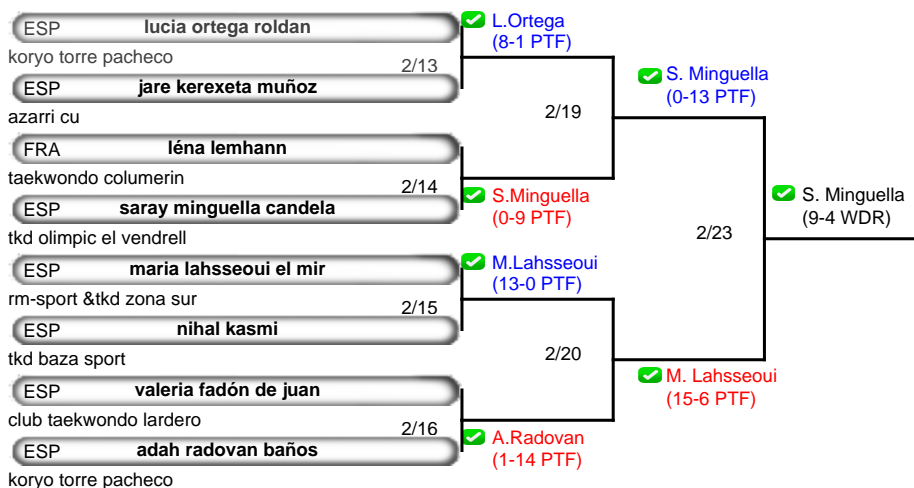 ESP lucia ortega roldan
koryo torre pacheco
2/13
ESP jare kerexeta muñoz
azarri cu
FRA léna lemhann
taekwondo columerin
2/14
ESP saray minguella candela
tkd olimpic el vendrell
ESP maria lahsseoui el mir
rm-sport &tkd zona sur
2/15
ESP nihal kasmi
tkd baza sport
ESP valeria fadón de juan
club taekwondo lardero
2/16
ESP adah radovan baños
koryo torre pacheco
L.Ortega
(8-1 PTF)
2/19
S.Minguella
(0-9 PTF)
M.Lahsseoui
(13-0 PTF)
2/20
A.Radovan
(1-14 PTF)
S. Minguella
(0-13 PTF)
2/23
M. Lahsseoui
(15-6 PTF)
S. Minguella
(9-4 WDR)